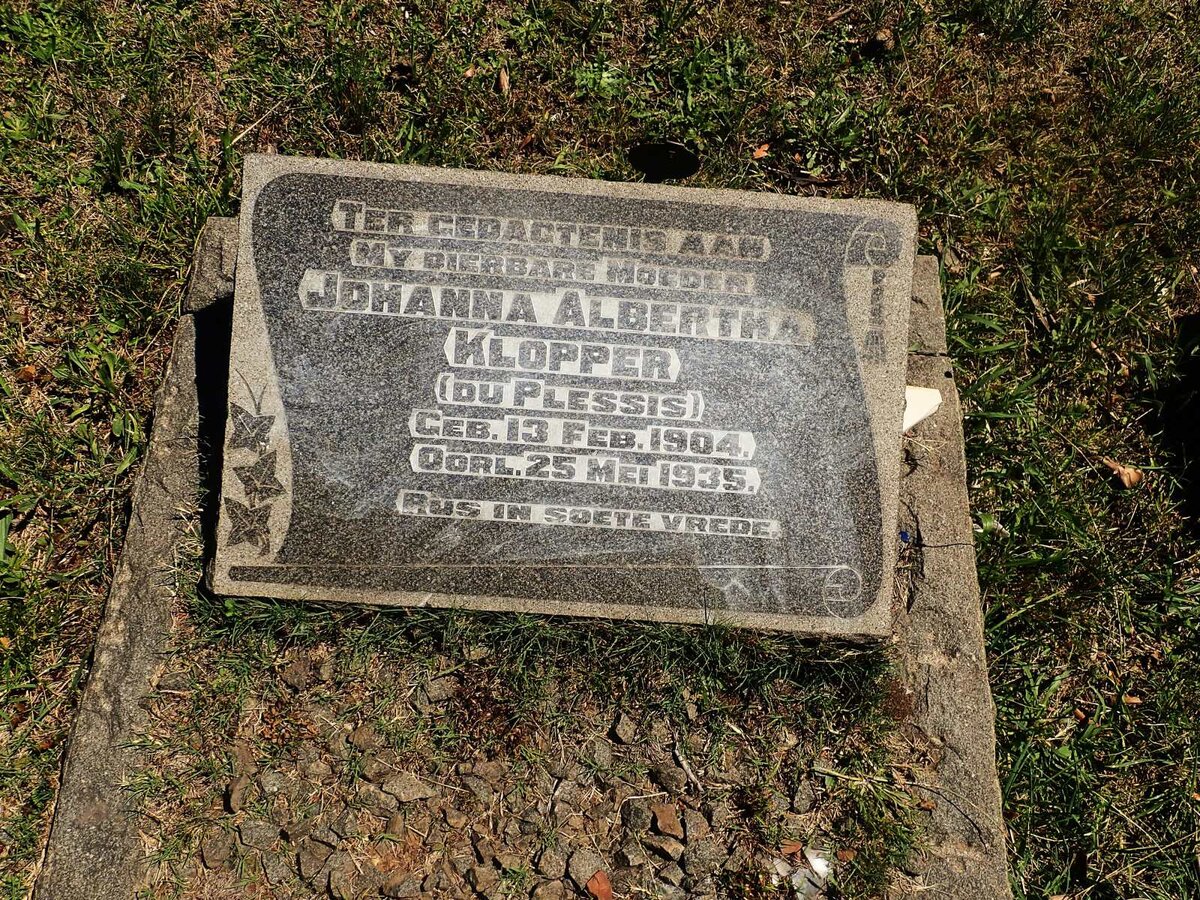 TER GEDACTENIS AAN
MY DIERBARE MOEDER
JOHANNA ALBERTHA
KLOPPER
(DU PLESSIS)
GEB. 13 FEB. 1904.
OORL. 25 MEI 1935.
RUS IN SOETE VREDE